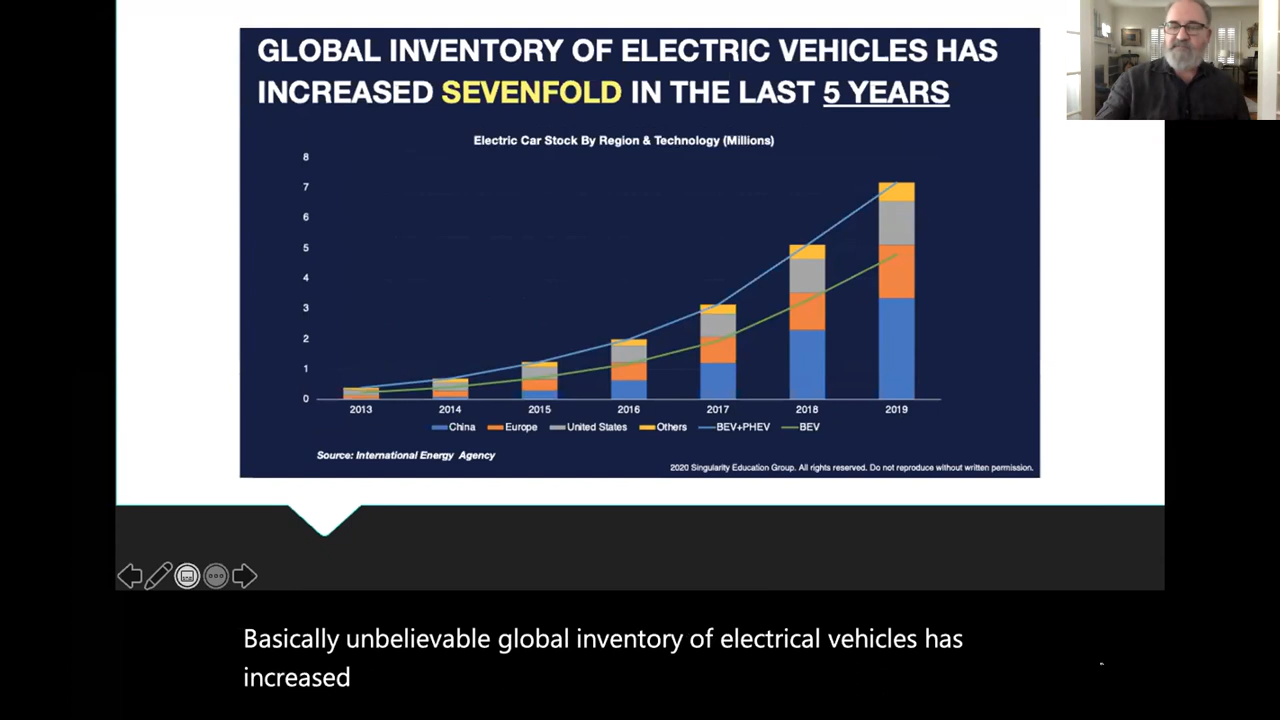 GLOBAL INVENTORY OF ELECTRIC VEHICLES HAS
INCREASED SEVENFOLD IN THE LAST 5 YEARS
Electric Car Stock By Region & Technology (Millions)
8
7
6
5
4
3
2
1
0
2013 2014 2015 2016 2017 2018 2019
China Europe United States Others BEV+PHEV BEV
Source: International Energy Agency
2020 Singularity Education Group. All rights reserved. Do not reproduce without written permission.
Basically unbelievable global inventory of electrical vehicles has
increased